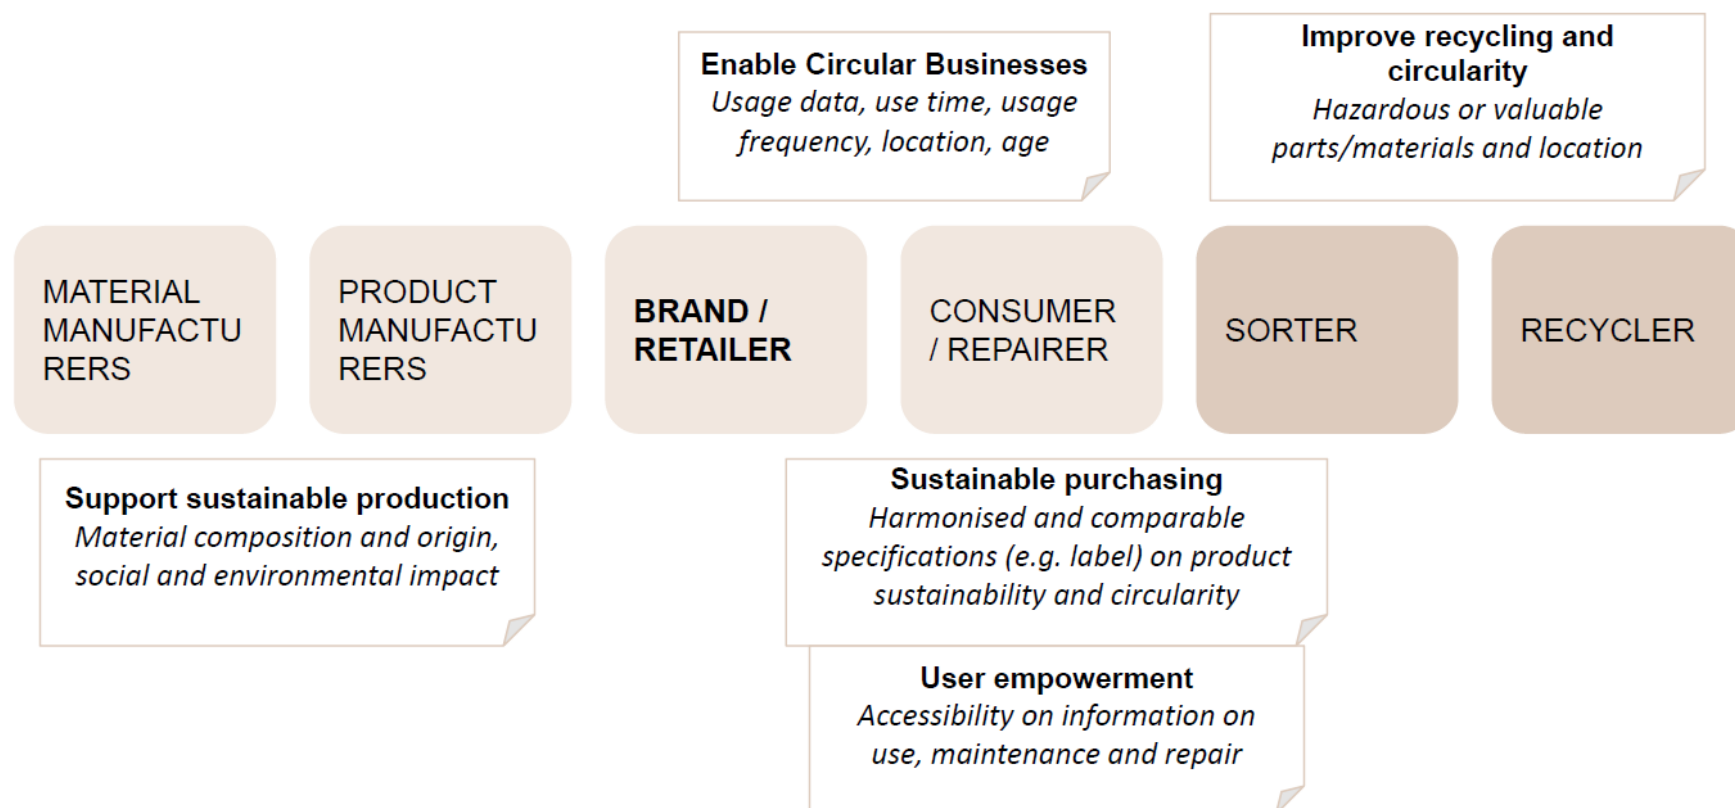 Enable Circular Businesses
Usage data, use time, usage
frequency, location, age
Improve recycling and
circularity
Hazardous or valuable
parts/materials and location
MATERIAL
MANUFACTU
RERS
PRODUCT
MANUFACTU
RERS
BRAND /
RETAILER
CONSUMER
/ REPAIRER
SORTER
RECYCLER
Support sustainable production
Material composition and origin,
social and environmental impact
Sustainable purchasing
Harmonised and comparable
specifications (e.g. label) on product
sustainability and circularity
User empowerment
Accessibility on information on
use, maintenance and repair